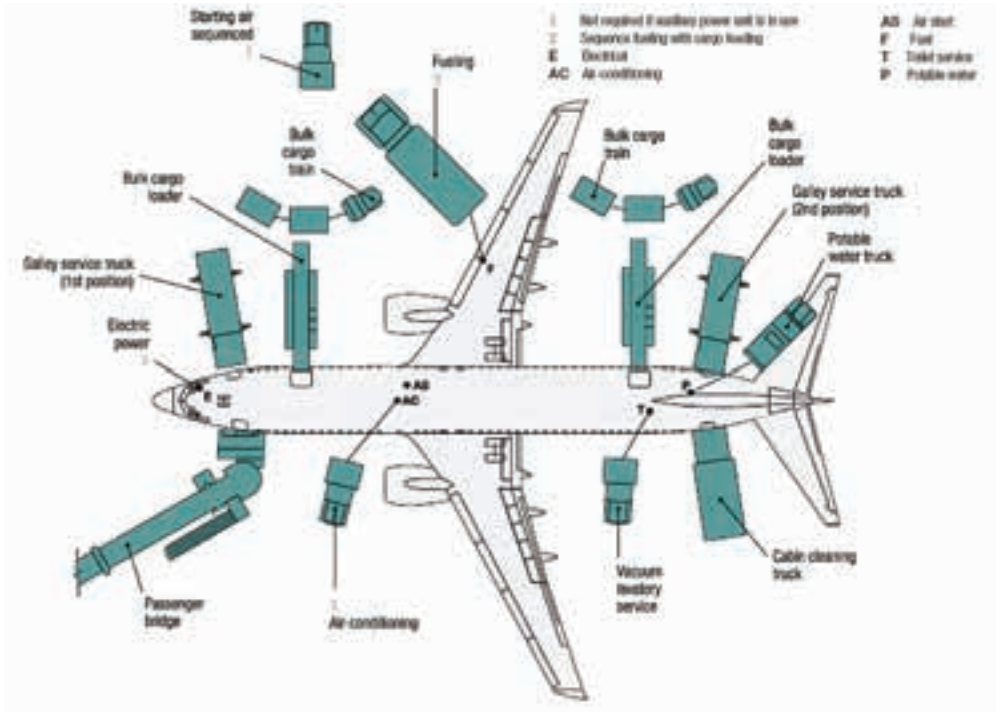 Starting air
sequenced
1
1 Not required if auxiliary power unit is in use
2 Sequence fueling with cargo loading
E Electrical
AC Air-conditioning
AS Air start
F Fuel
T Toilet service
P Potable water
Fueling
2
Bulk
cargo
train
Bulk cargo
loader
Bulk cargo
train
Bulk
cargo
loader
Galley service truck
(2nd position)
Potable
water truck
Galley service truck
(1st position)
Electric
power
F
E
AS
AC
T
P
Passenger
bridge
1
Air-conditioning
Vacuum
lavatory
service
Cabin cleaning
truck